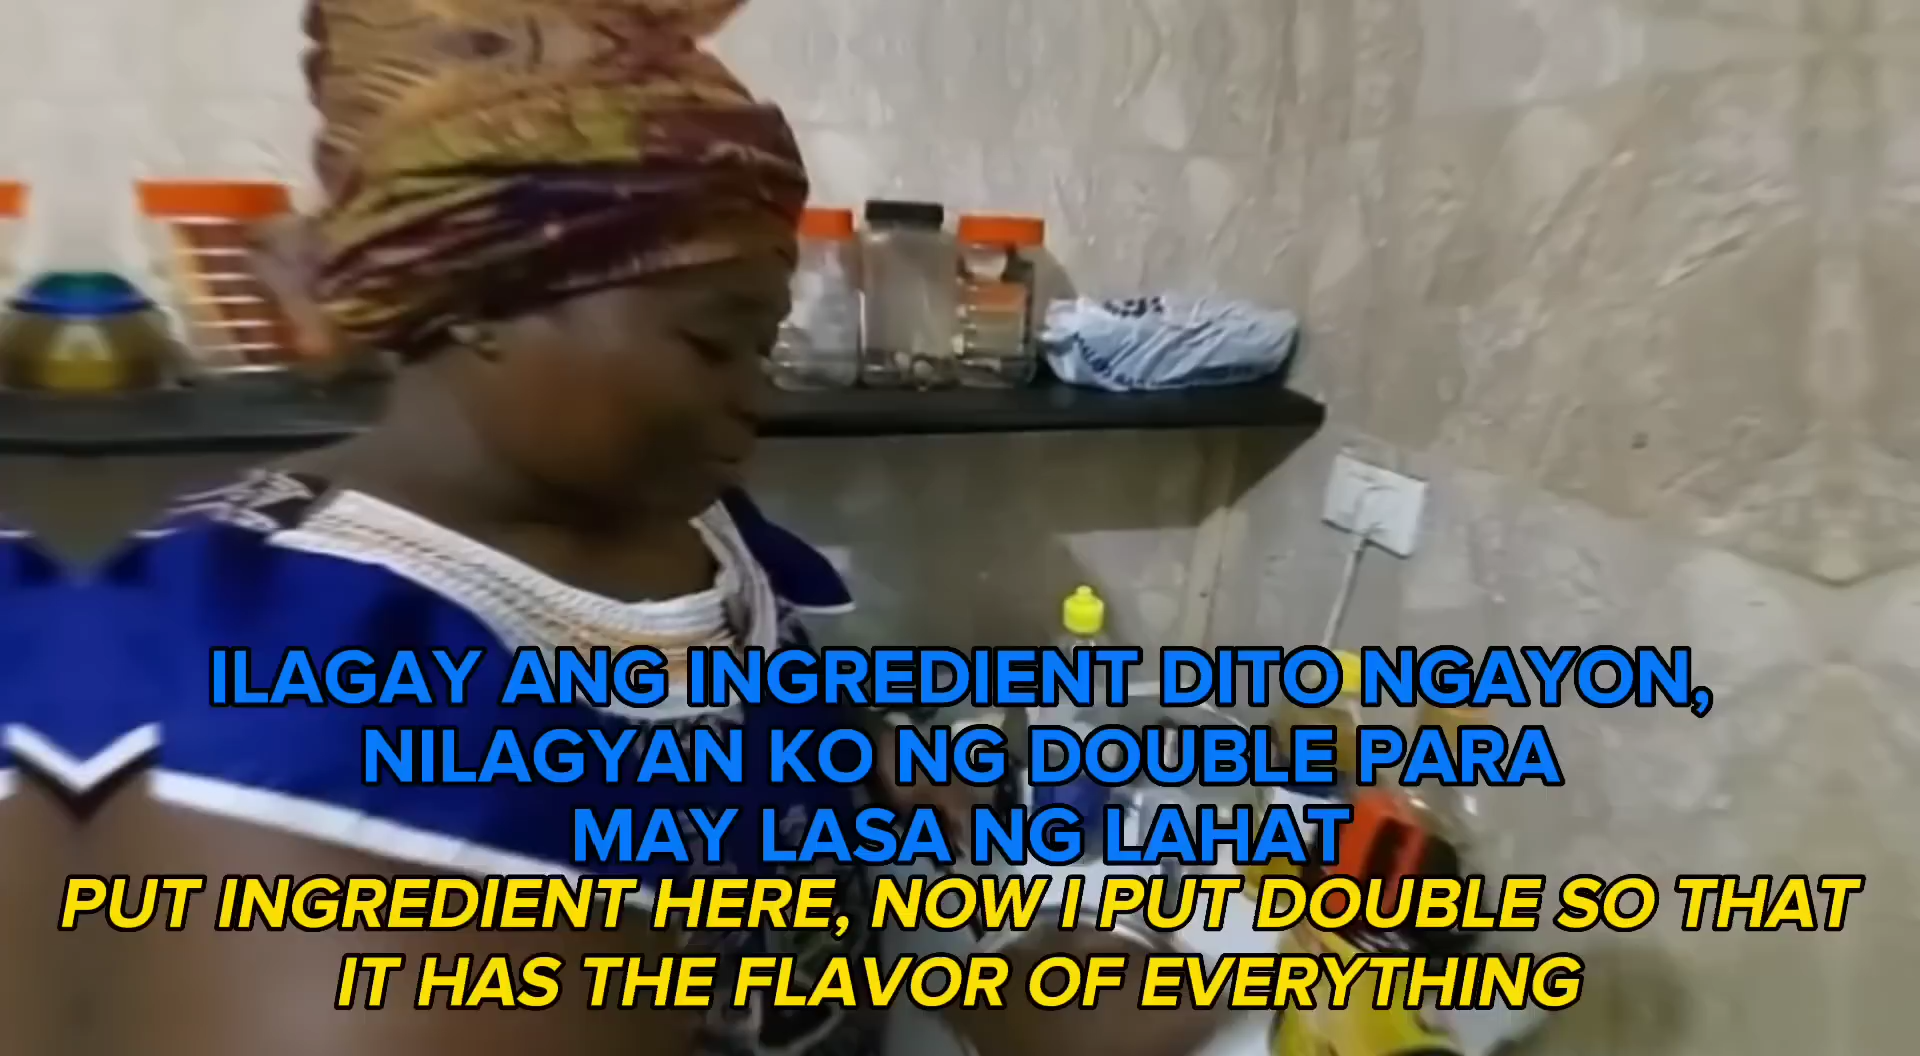 ILAGAY ANG INGREDIENT DITO NGAYON,
NILAGYAN KO NG DOUBLE PARA
MAY LASA NG LAHAT
PUT INGREDIENT HERE, NOW I PUT DOUBLE SO THAT
IT HAS THE FLAVOR OF EVERYTHING